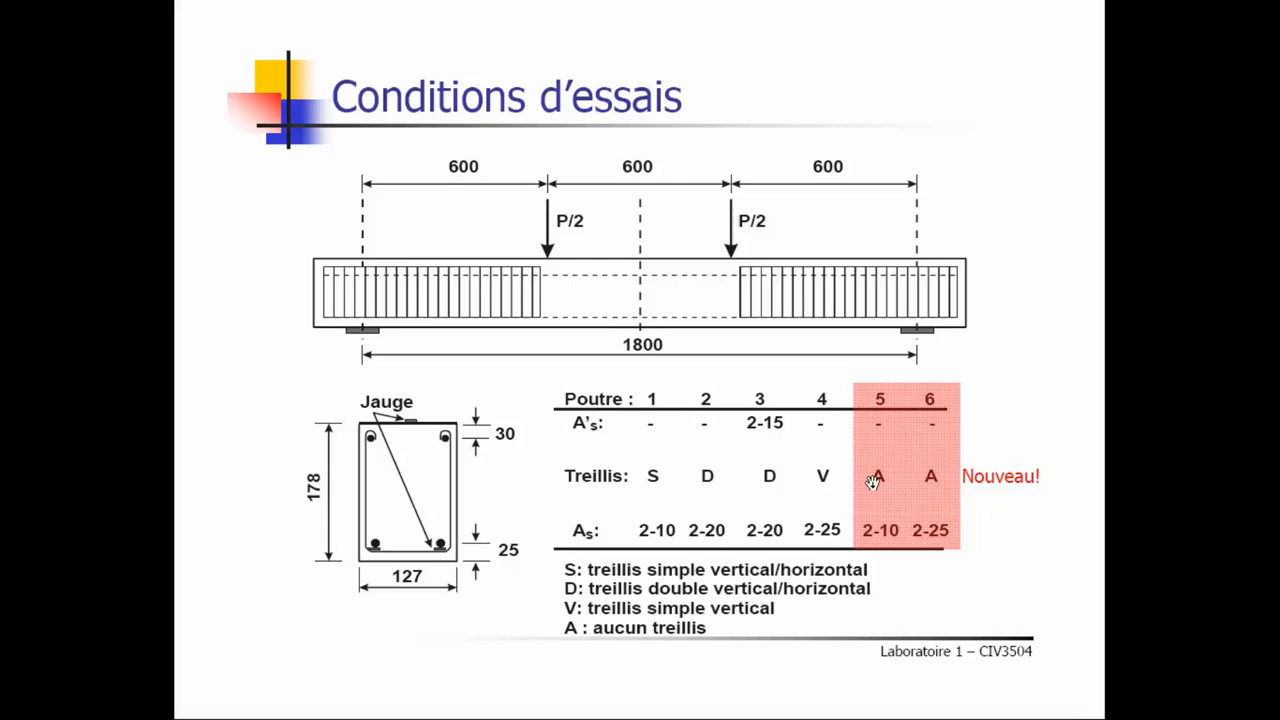 Conditions d'essais
600 600 600
P/2 P/2
1800
Jauge
30
178
25
127
Poutre : 1 2 3 4 5 6
A's: - - 2-15 - - -
Treillis: S D D V A A Nouveau!
As: 2-10 2-20 2-20 2-25 2-10 2-25
S: treillis simple vertical/horizontal
D: treillis double vertical/horizontal
V: treillis simple vertical
A : aucun treillis
Laboratoire 1 – CIV3504